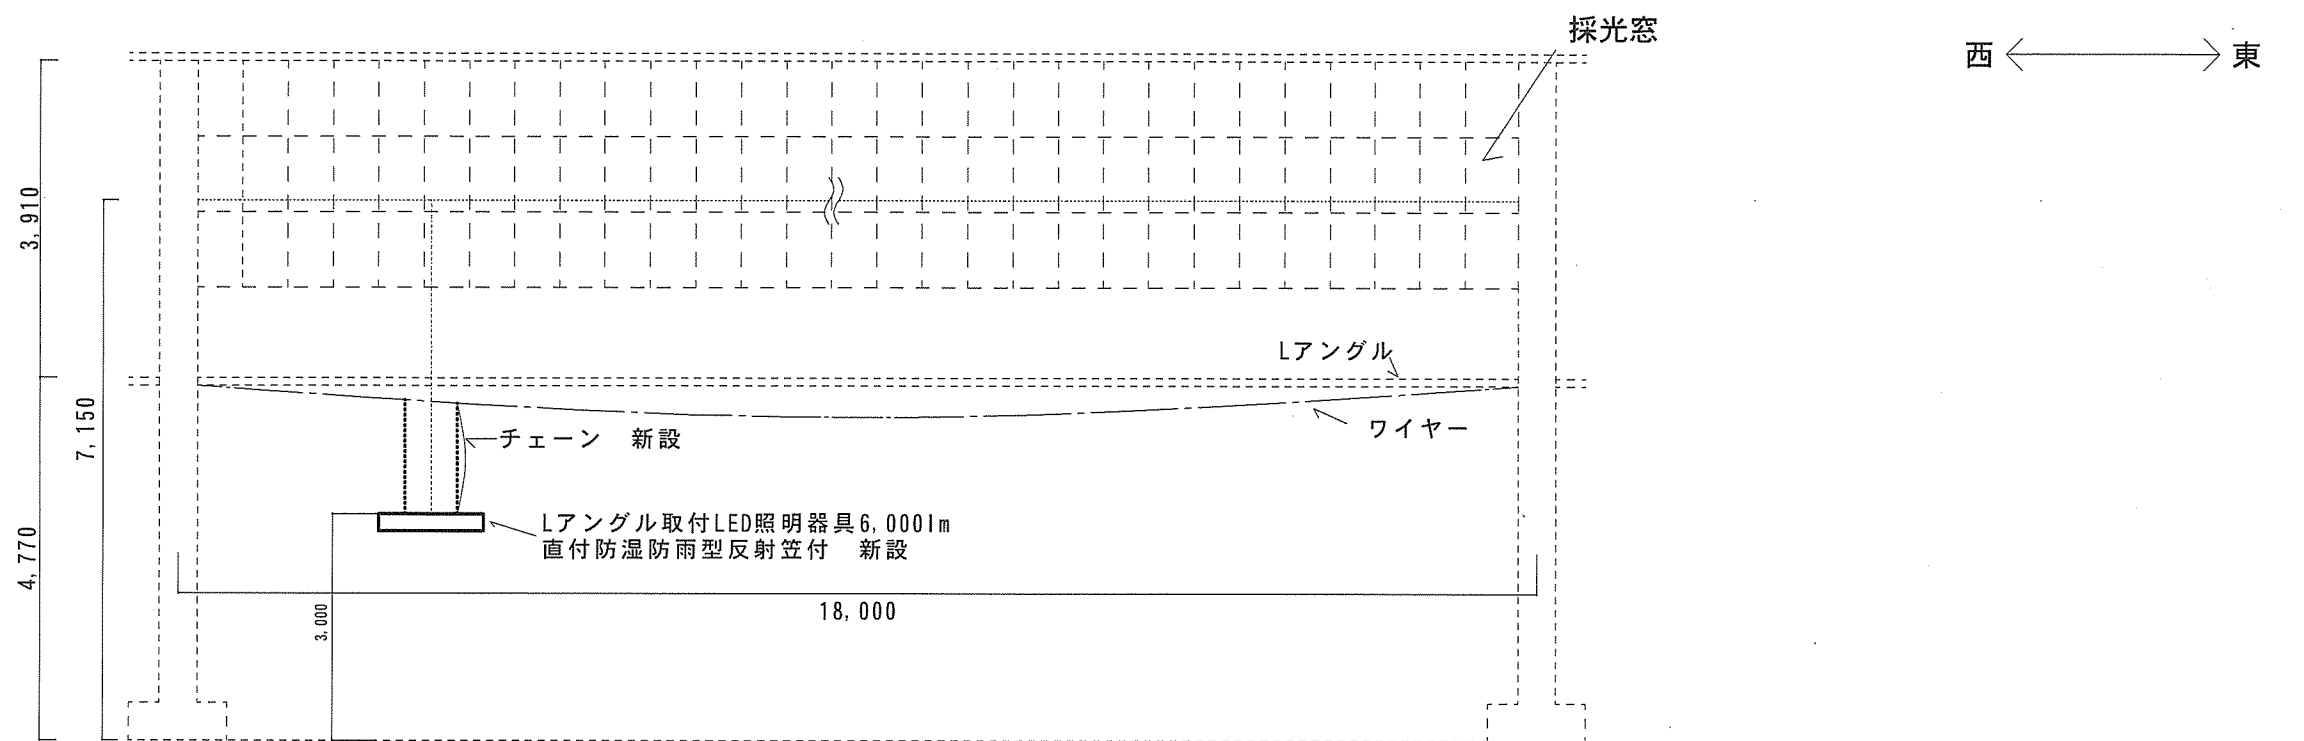 採光窓
西
東
3,910
Lアングル
7,150
チェーン 新設
ワイヤー
Lアングル取付LED照明器具6,000lm
直付防湿防雨型反射笠付 新設
4,770
18,000
3,000